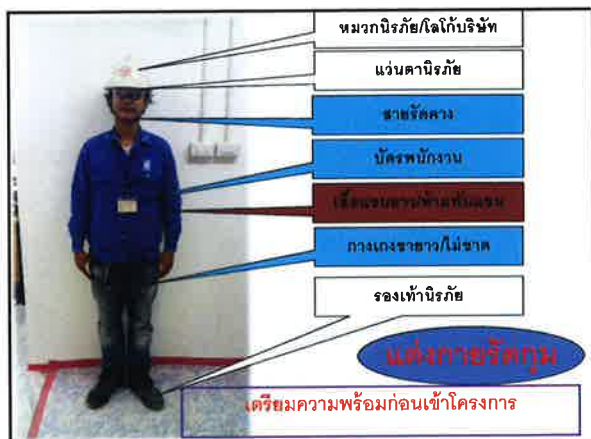 หมวกนิรภัย/โลโก้บริษัท
แว่นตานิรภัย
สายรัดคาง
บัตรพนักงาน
เสื้อแขนยาว/ห้ามพับแขน
กางเกงขายาว/ไม่ขาด
รองเท้านิรภัย
แต่งกายรัดกุม
เตรียมความพร้อมก่อนเข้าโครงการ